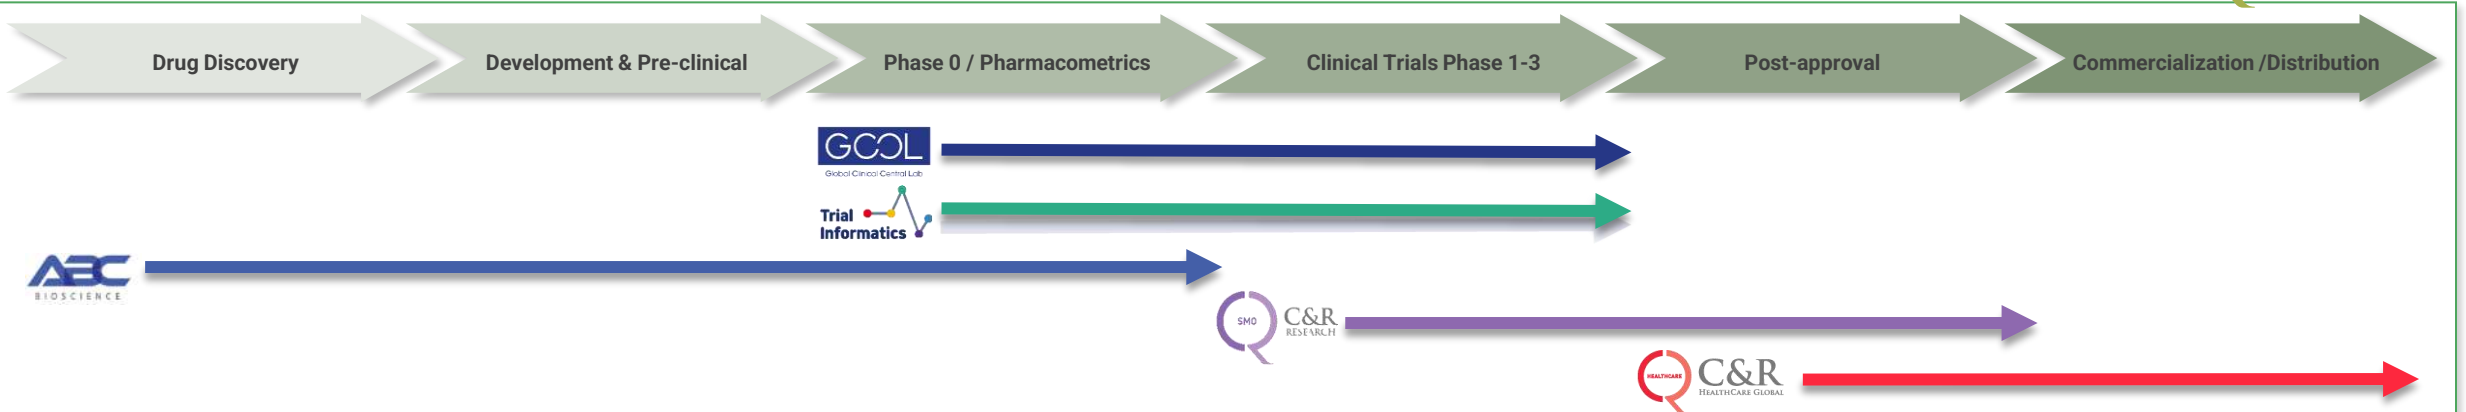 Drug Discovery
Development & Pre-clinical
Phase 0 / Pharmacometrics
Clinical Trials Phase 1-3
Post-approval
Commercialization /Distribution
GCCL
Global Clinical Central Lab
Trial
Informatics
ABC
BIOSCIENCE
SMO
C&R
RESEARCH
HEALTHCARE
C&R
HEALTHCARE GLOBAL